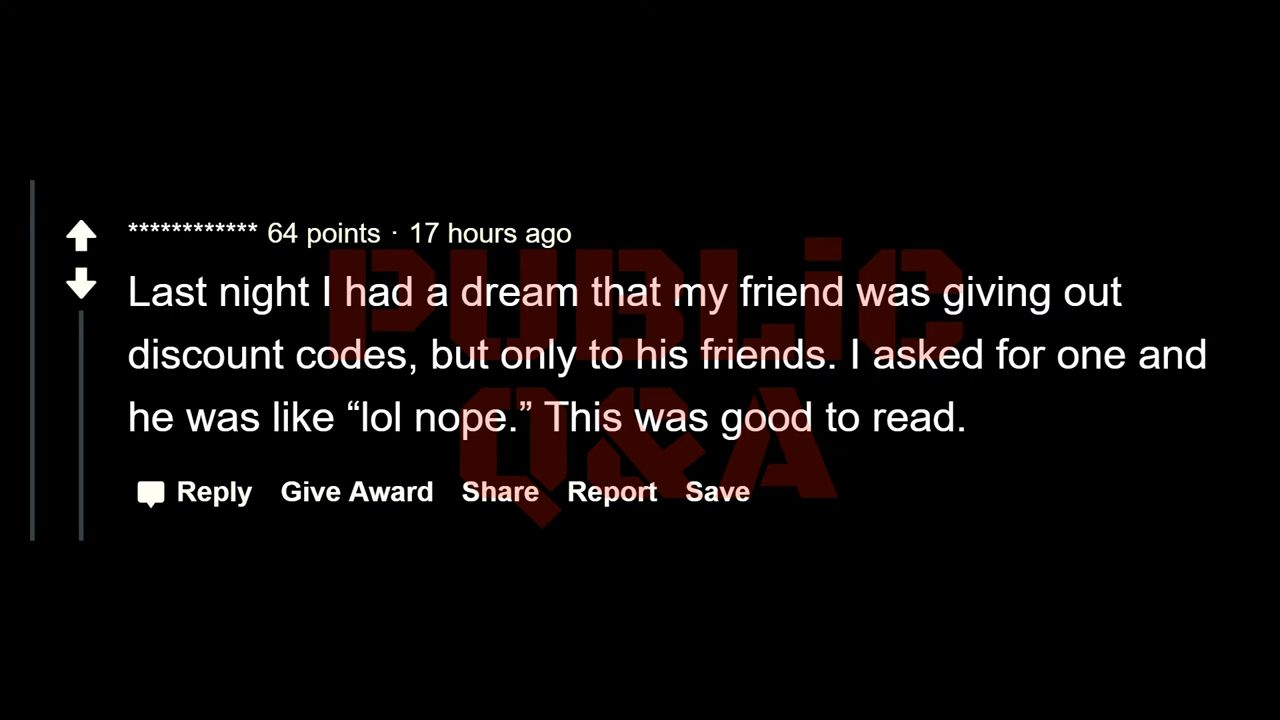 ************ 64 points · 17 hours ago
Last night I had a dream that my friend was giving out
discount codes, but only to his friends. I asked for one and
he was like “lol nope.” This was good to read.
Reply Give Award Share Report Save
PUBLiC
Q&A